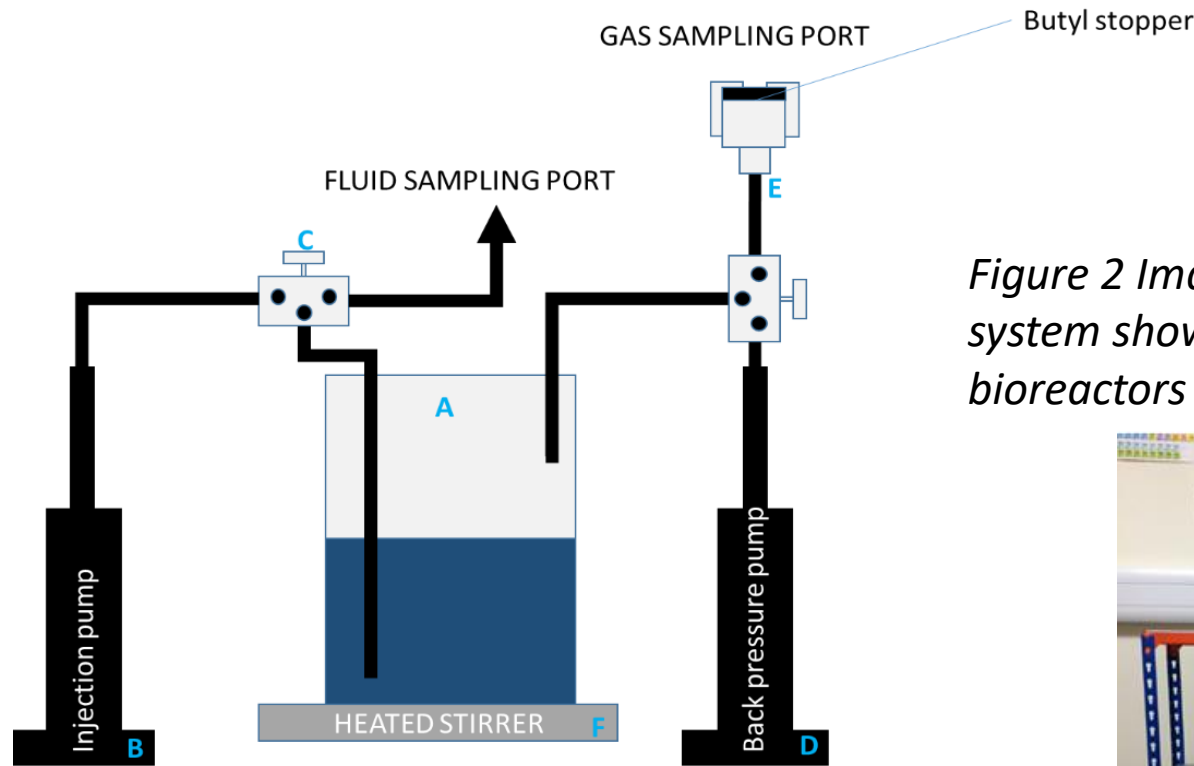 Butyl stopper
GAS SAMPLING PORT
FLUID SAMPLING PORT
E
C
Figure 2
system show
bioreactors
A
Injection pump
Back pressure pump
HEATED STIRRER
F
B
D